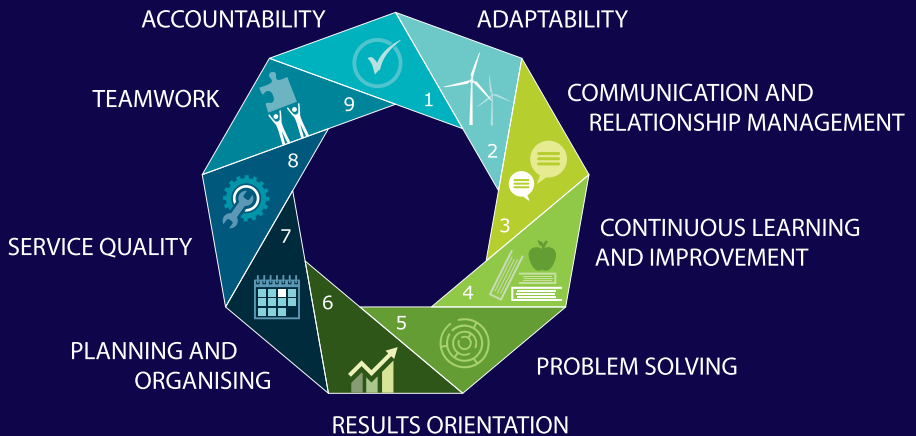 ACCOUNTABILITY
ADAPTABILITY
COMMUNICATION AND
RELATIONSHIP MANAGEMENT
CONTINUOUS LEARNING
AND IMPROVEMENT
PROBLEM SOLVING
RESULTS ORIENTATION
PLANNING AND
ORGANISING
SERVICE QUALITY
TEAMWORK
1
2
3
4
5
6
7
8
9